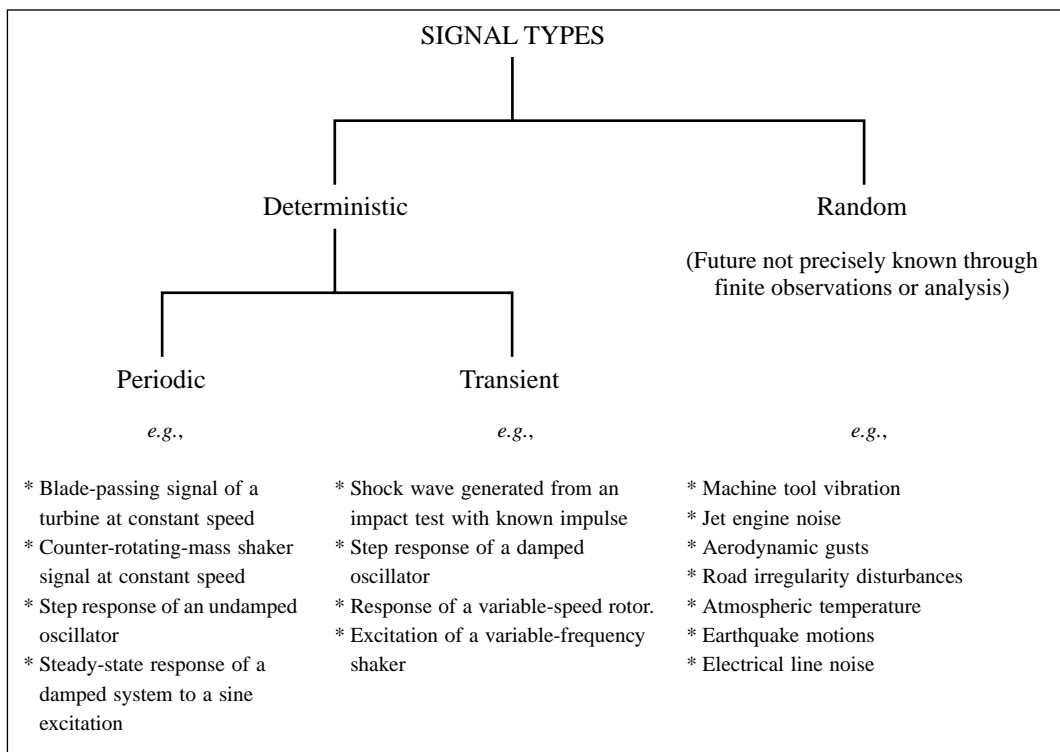 SIGNAL TYPES
Deterministic
Random
(Future not precisely known through
finite observations or analysis)
Periodic
Transient
e.g.,
e.g.,
e.g.,
* Blade-passing signal of a
turbine at constant speed
* Counter-rotating-mass shaker
signal at constant speed
* Step response of an undamped
oscillator
* Steady-state response of a
damped system to a sine
excitation
* Shock wave generated from an
impact test with known impulse
* Step response of a damped
oscillator
* Response of a variable-speed rotor.
* Excitation of a variable-frequency
shaker
* Machine tool vibration
* Jet engine noise
* Aerodynamic gusts
* Road irregularity disturbances
* Atmospheric temperature
* Earthquake motions
* Electrical line noise